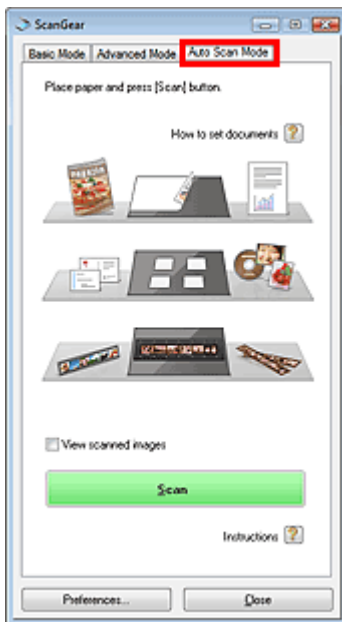 ScanGear
Basic Mode Advanced Mode Auto Scan Mode
Place paper and press [Scan] button.
How to set documents ?
View scanned images
Scan
Instructions ?
Preferences... Close